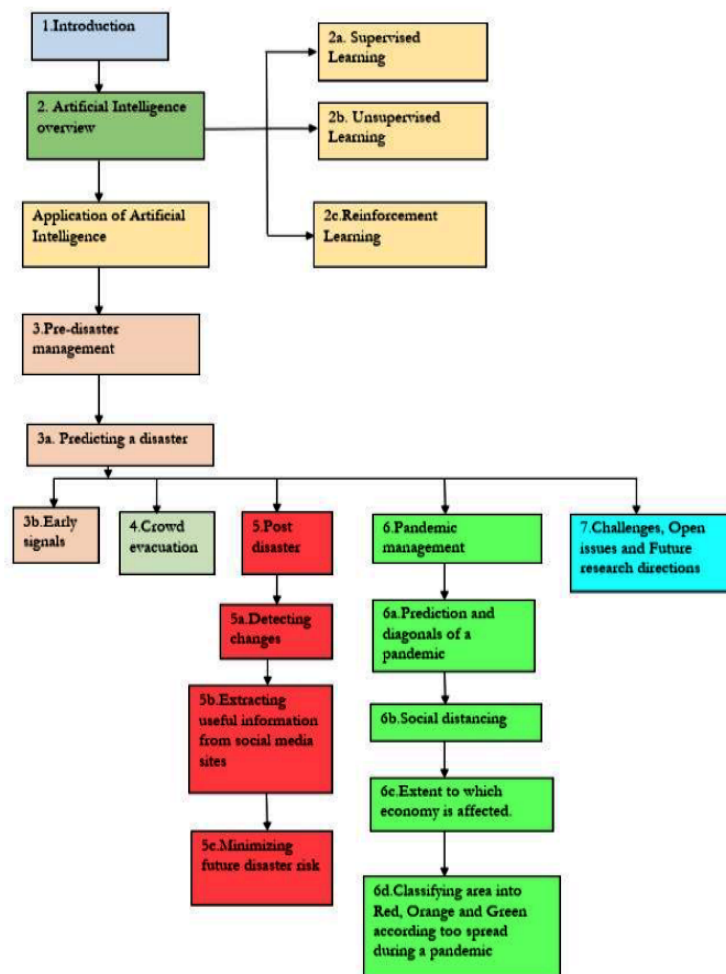 1.Introduction
2a. Supervised
Learning
2. Artificial Intelligence
overview
2b. Unsupervised
Learning
Application of Artificial
Intelligence
2c.Reinforcement
Learning
3.Pre-disaster
management
3a. Predicting a disaster
3b.Early
signals
4.Crowd
evacuation
5.Post
disaster
6.Pandemic
management
7.Challenges, Open
issues and Future
research directions
5a.Detecting
changes
6a.Prediction and
diagonals of a
pandemic
5b.Extracting
useful information
from social media
sites
6b.Social distancing
6c.Extent to which
economy is affected.
5c.Minimizing
future disaster risk
6d.Classifying area into
Red, Orange and Green
according too spread
during a pandemic